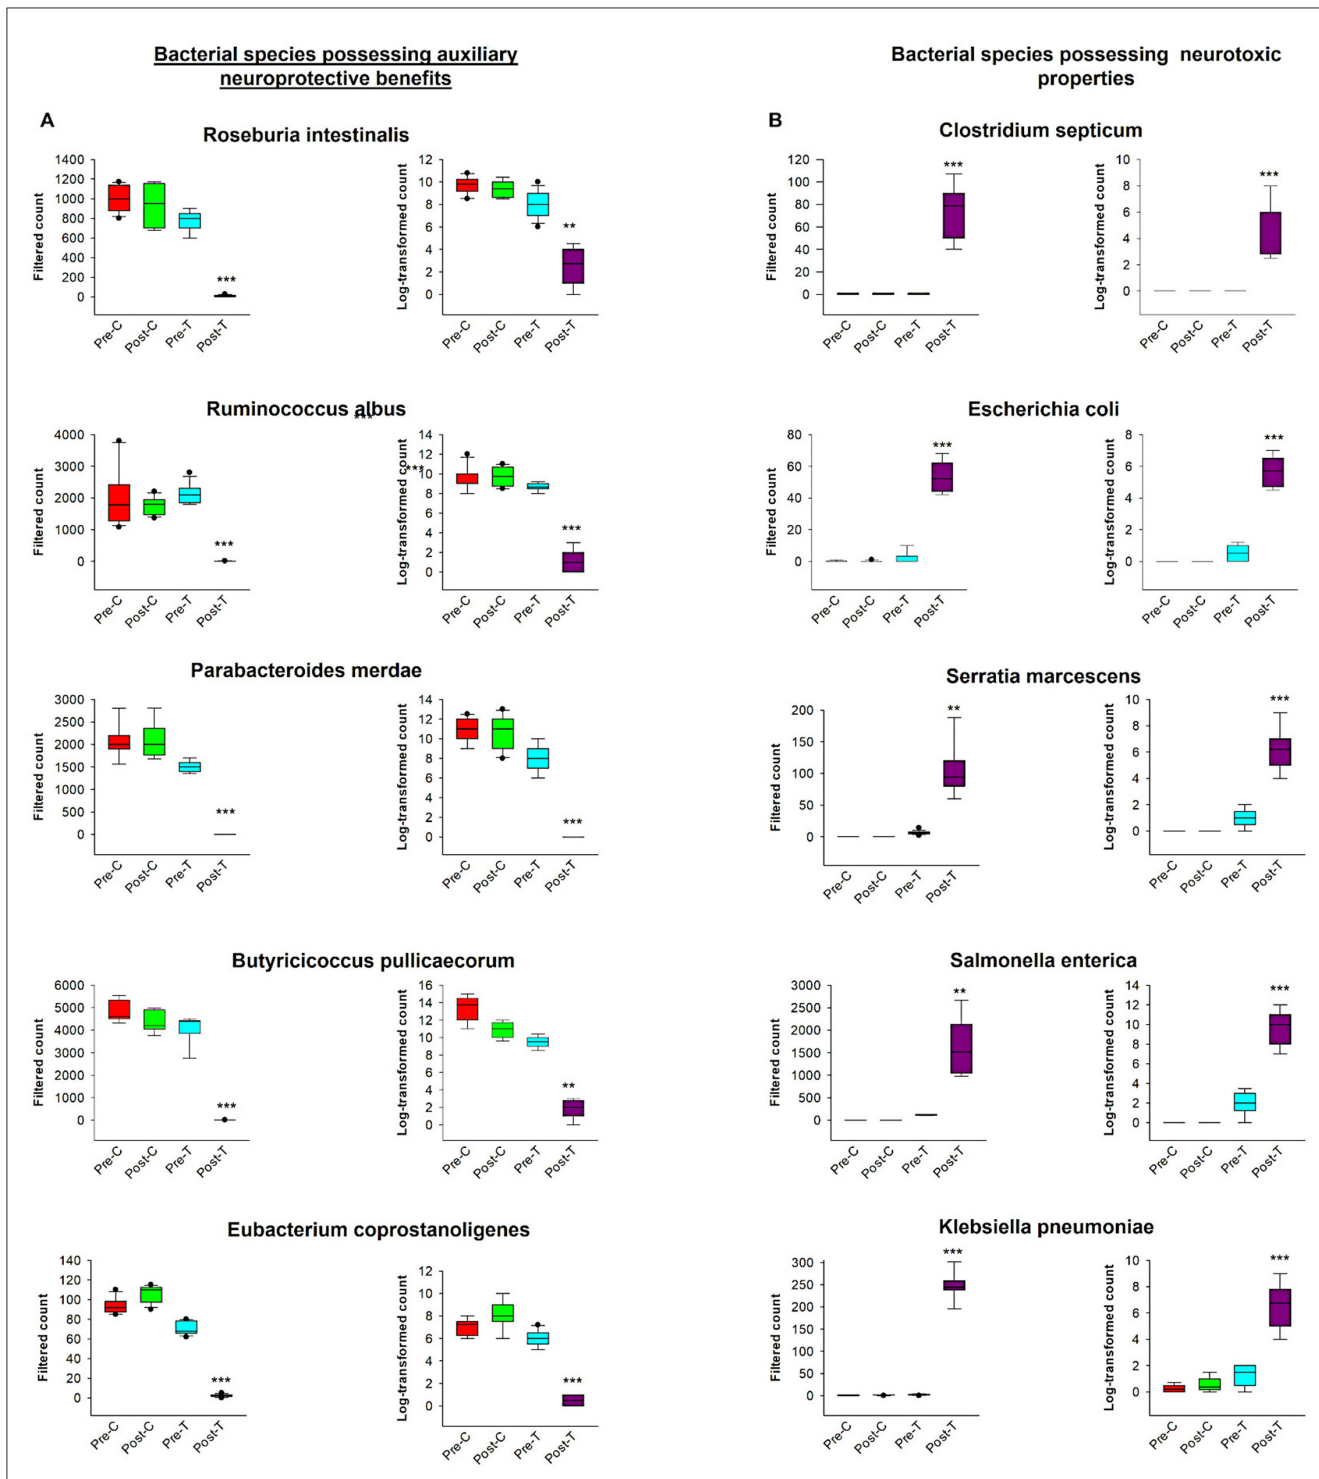 Bacterial species possessing auxiliary
neuroprotective benefits
Bacterial species possessing neurotoxic
properties
A
Roseburia intestinalis
Filtered count
1400
1200
1000
800
600
400
200
0
***
Pre-C
Post-C
Pre-T
Post-T
Log-transformed count
12
10
8
6
4
2
0
**
Pre-C
Post-C
Pre-T
Post-T
Ruminococcus albus
***
Filtered count
4000
3000
2000
1000
0
***
Pre-C
Post-C
Pre-T
Post-T
Log-transformed count
***
14
12
10
8
6
4
2
0
***
Pre-C
Post-C
Pre-T
Post-T
Parabacteroides merdae
Filtered count
3000
2500
2000
1500
1000
500
0
***
Pre-C
Post-C
Pre-T
Post-T
Log-transformed count
14
12
10
8
6
4
2
0
***
Pre-C
Post-C
Pre-T
Post-T
Butyricicoccus pullicaecorum
Filtered count
6000
5000
4000
3000
2000
1000
0
***
Pre-C
Post-C
Pre-T
Post-T
Log-transformed count
16
14
12
10
8
6
4
2
0
**
Pre-C
Post-C
Pre-T
Post-T
Eubacterium coprostanoligenes
Filtered count
140
120
100
80
60
40
20
0
***
Pre-C
Post-C
Pre-T
Post-T
Log-transformed count
12
10
8
6
4
2
0
***
Pre-C
Post-C
Pre-T
Post-T
B
Clostridium septicum
Filtered count
120
100
80
60
40
20
0
***
Pre-C
Post-C
Pre-T
Post-T
Log-transformed count
10
8
6
4
2
0
***
Pre-C
Post-C
Pre-T
Post-T
Escherichia coli
Filtered count
80
60
40
20
0
***
Pre-C
Post-C
Pre-T
Post-T
Log-transformed count
8
6
4
2
0
***
Pre-C
Post-C
Pre-T
Post-T
Serratia marcescens
Filtered count
200
150
100
50
0
**
Pre-C
Post-C
Pre-T
Post-T
Log-transformed count
10
8
6
4
2
0
***
Pre-C
Post-C
Pre-T
Post-T
Salmonella enterica
Filtered count
3000
2500
2000
1500
1000
500
0
**
Pre-C
Post-C
Pre-T
Post-T
Log-transformed count
14
12
10
8
6
4
2
0
***
Pre-C
Post-C
Pre-T
Post-T
Klebsiella pneumoniae
Filtered count
300
250
200
150
100
50
0
***
Pre-C
Post-C
Pre-T
Post-T
Log-transformed count
10
8
6
4
2
0
***
Pre-C
Post-C
Pre-T
Post-T